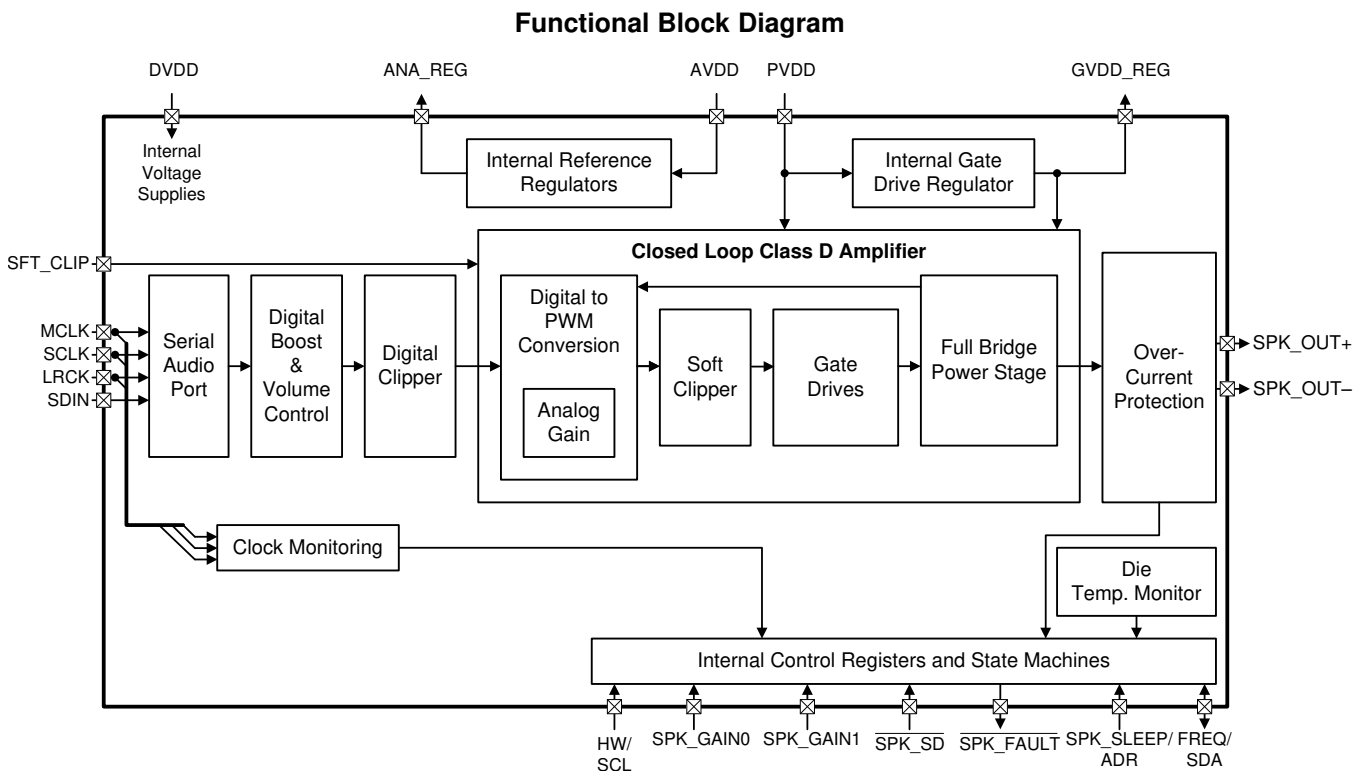 Functional Block Diagram
DVDD
ANA_REG
AVDD
PVDD
GVDD_REG
Internal
Voltage
Supplies
Internal Reference
Regulators
Internal Gate
Drive Regulator
Closed Loop Class D Amplifier
SFT_CLIP
MCLK
SCLK
LRCK
SDIN
Serial
Audio
Port
Digital
Boost
&
Volume
Control
Digital
Clipper
Digital to
PWM
Conversion
Analog
Gain
Soft
Clipper
Gate
Drives
Full Bridge
Power Stage
Over-
Current
Protection
SPK_OUT+
SPK_OUT–
Clock Monitoring
Die
Temp. Monitor
Internal Control Registers and State Machines
HW/
SCL
SPK_GAIN0
SPK_GAIN1
SPK_SD
SPK_FAULT
SPK_SLEEP/
ADR
FREQ/
SDA